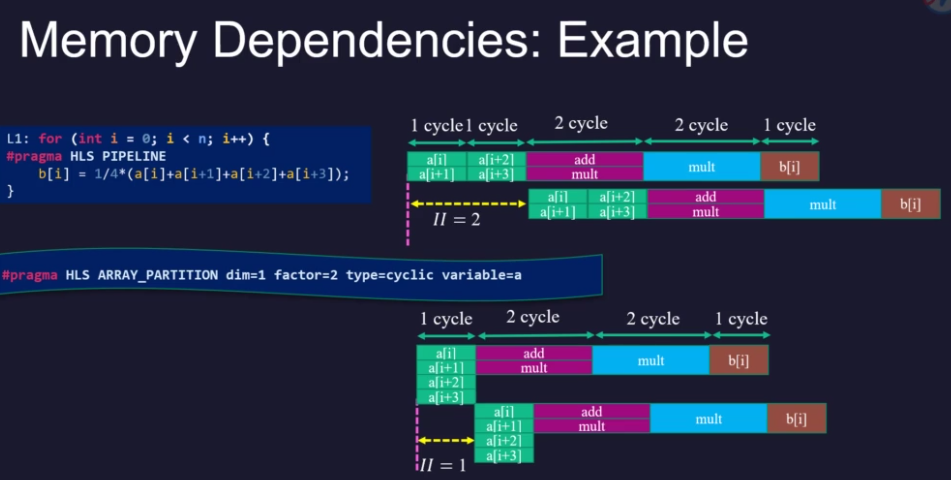 Memory Dependencies: Example
L1: for (int i = 0; i < n; i++) {
#pragma HLS PIPELINE
b[i] = 1/4*(a[i]+a[i+1]+a[i+2]+a[i+3]);
}
1 cycle 1 cycle 2 cycle 2 cycle 1 cycle
a[i] a[i+2] add mult b[i]
a[i+1] a[i+3] mult
a[i] a[i+2] add mult b[i]
a[i+1] a[i+3] mult
II = 2
#pragma HLS ARRAY_PARTITION dim=1 factor=2 type=cyclic variable=a
1 cycle 2 cycle 2 cycle 1 cycle
a[i] add mult b[i]
a[i+1] mult
a[i+2]
a[i+3]
a[i] add mult b[i]
a[i+1] mult
a[i+2]
a[i+3]
II = 1